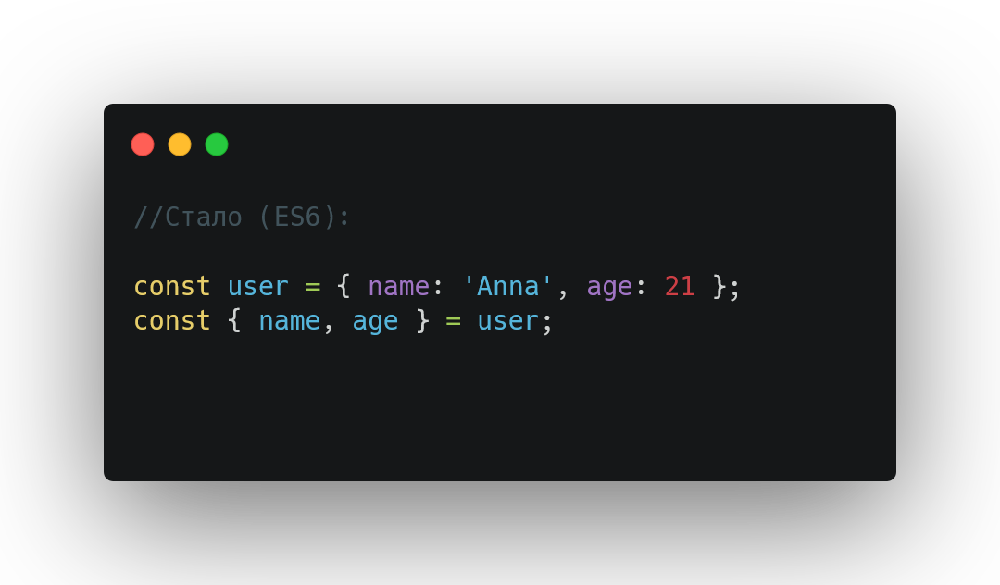 //Стало (ES6):
const user = { name: 'Anna', age: 21 };
const { name, age } = user;